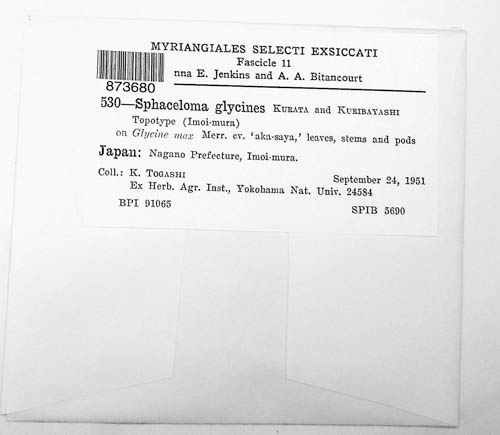 MYRIANGIALES SELECTI EXSICCATI
Fascicle 11
nna E. Jenkins and A. A. Bitancourt
873680
530—Sphaceloma glycines KURATA and KURIBAYASHI
Topotype (Imoi-mura)
on Glycine max Merr. cv. 'aka-saya,' leaves, stems and pods
Japan: Nagano Prefecture, Imoi-mura.
Coll.: K. TOGASHI September 24, 1951
Ex Herb. Agr. Inst., Yokohama Nat. Univ. 24584
BPI 91065 SPIB 5690